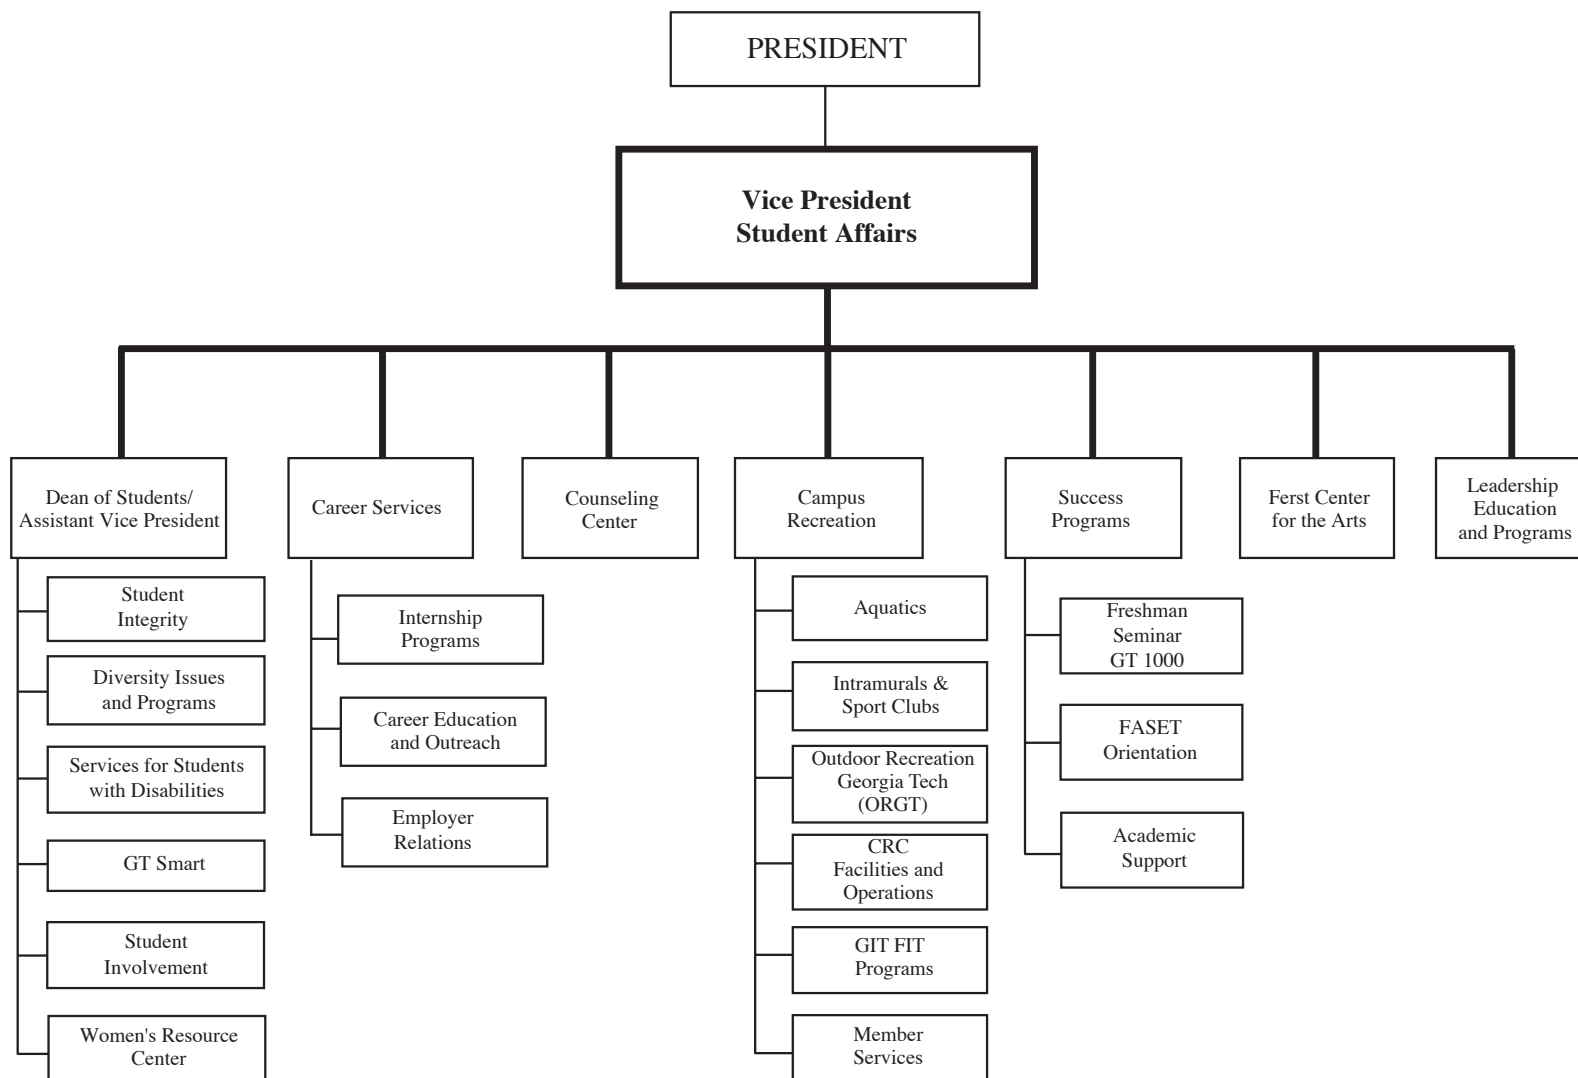 PRESIDENT
Vice President
Student Affairs
Dean of Students/
Assistant Vice President
Career Services
Counseling
Center
Campus
Recreation
Success
Programs
Ferst Center
for the Arts
Leadership
Education
and Programs
Student
Integrity
Diversity Issues
and Programs
Services for Students
with Disabilities
GT Smart
Student
Involvement
Women's Resource
Center
Internship
Programs
Career Education
and Outreach
Employer
Relations
Aquatics
Intramurals &
Sport Clubs
Outdoor Recreation
Georgia Tech
(ORGT)
CRC
Facilities and
Operations
GIT FIT
Programs
Member
Services
Freshman
Seminar
GT 1000
FASET
Orientation
Academic
Support